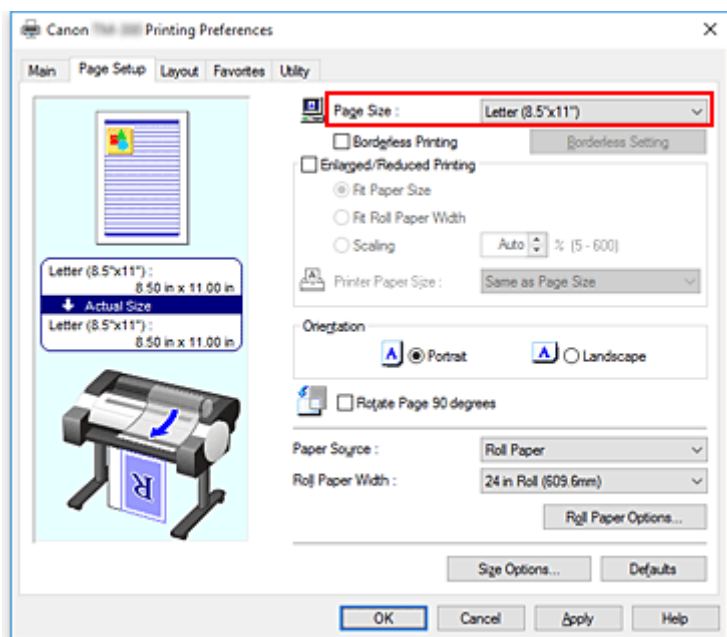 Canon Printing Preferences
Main Page Setup Layout Favorites Utility
Page Size : Letter (8.5"x11")
Borderless Printing Borderless Setting
Enlarged/Reduced Printing
Fit Paper Size
Fit Roll Paper Width
Scaling Auto % (5 - 600)
Printer Paper Size : Same as Page Size
Letter (8.5"x11") :
8.50 in x 11.00 in
Actual Size
Letter (8.5"x11") :
8.50 in x 11.00 in
Orientation
A Portrait A Landscape
Rotate Page 90 degrees
R
Paper Source : Roll Paper
Roll Paper Width : 24 in Roll (609.6mm)
Roll Paper Options...
Size Options... Defaults
OK Cancel Apply Help